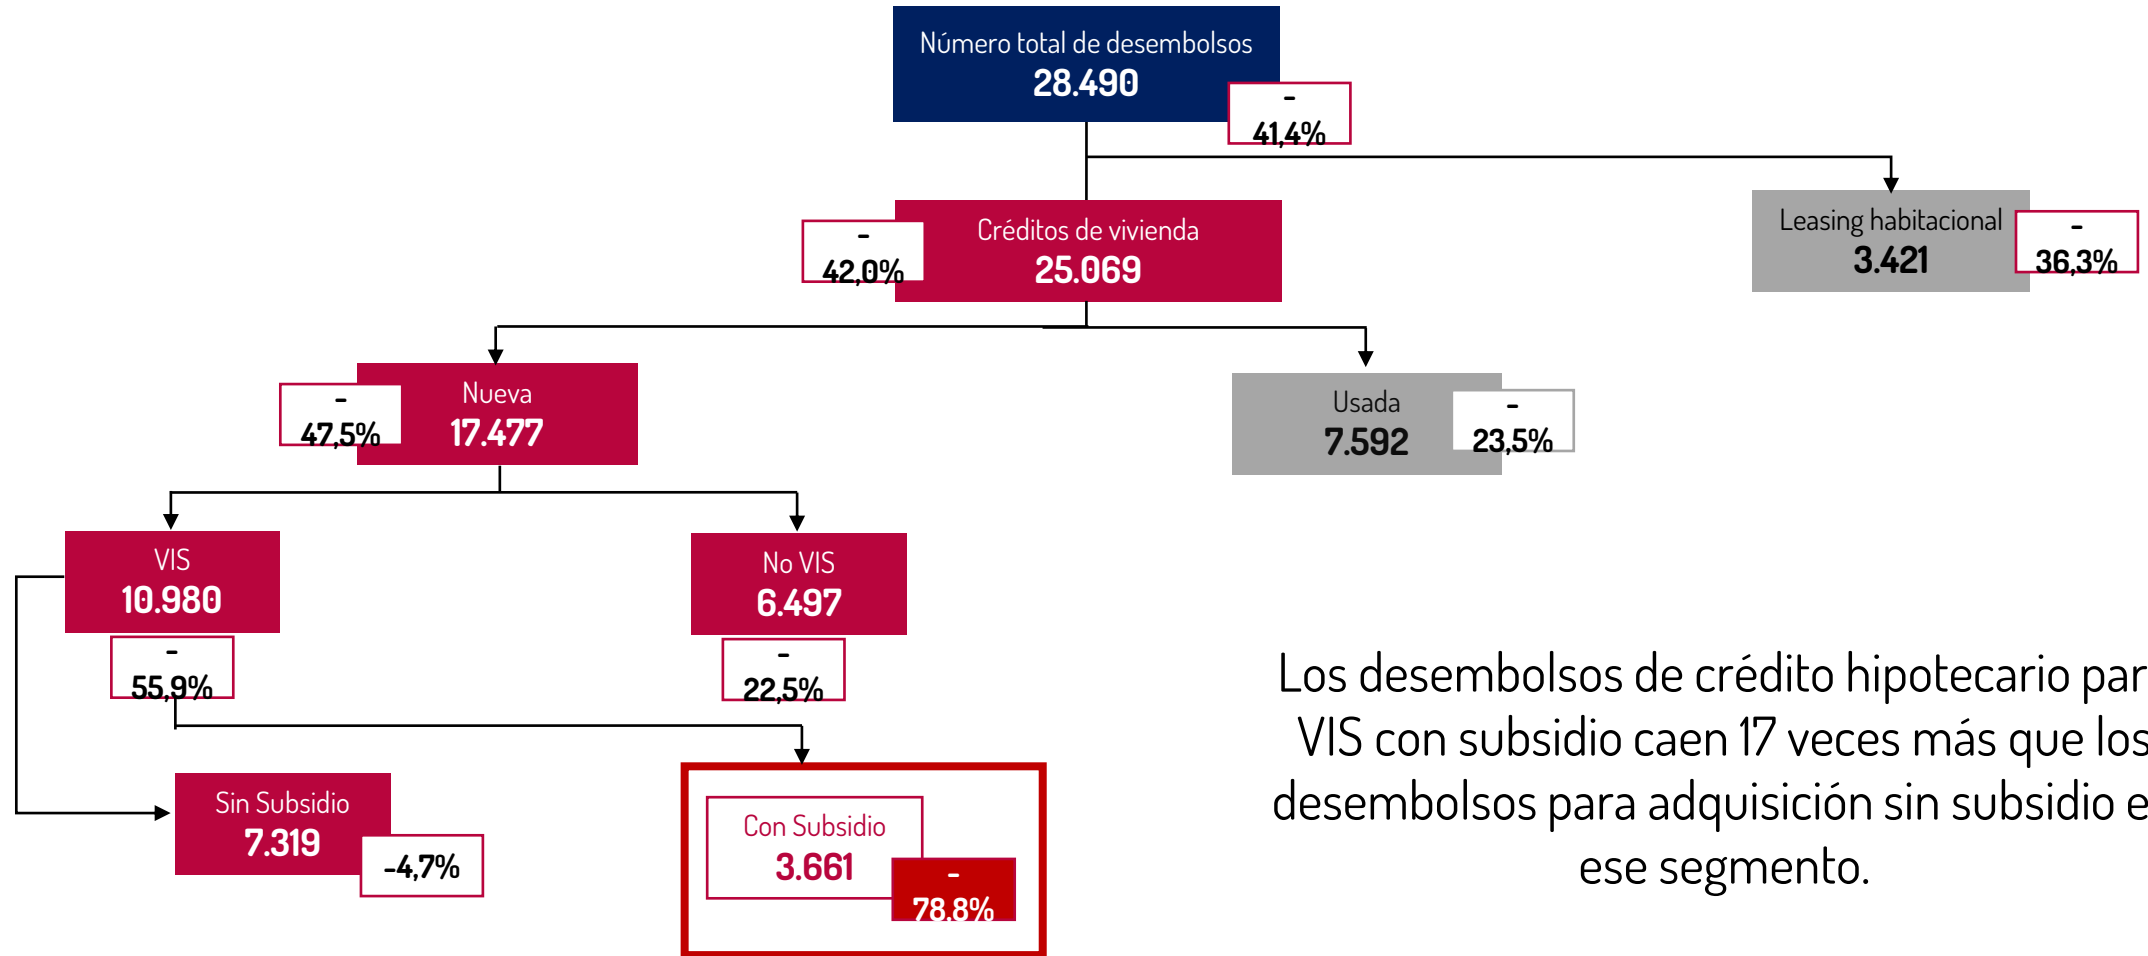 Número total de desembolsos
28.490
-
41,4%
Créditos de vivienda
25.069
-
42,0%
Leasing habitacional
3.421
-
36,3%
Nueva
17.477
-
47,5%
Usada
7.592
-
23,5%
VIS
10.980
-
55,9%
No VIS
6.497
-
22,5%
Sin Subsidio
7.319
-4,7%
Con Subsidio
3.661
-
78,8%
Los desembolsos de crédito hipotecario par
VIS con subsidio caen 17 veces más que los
desembolsos para adquisición sin subsidio e
ese segmento.